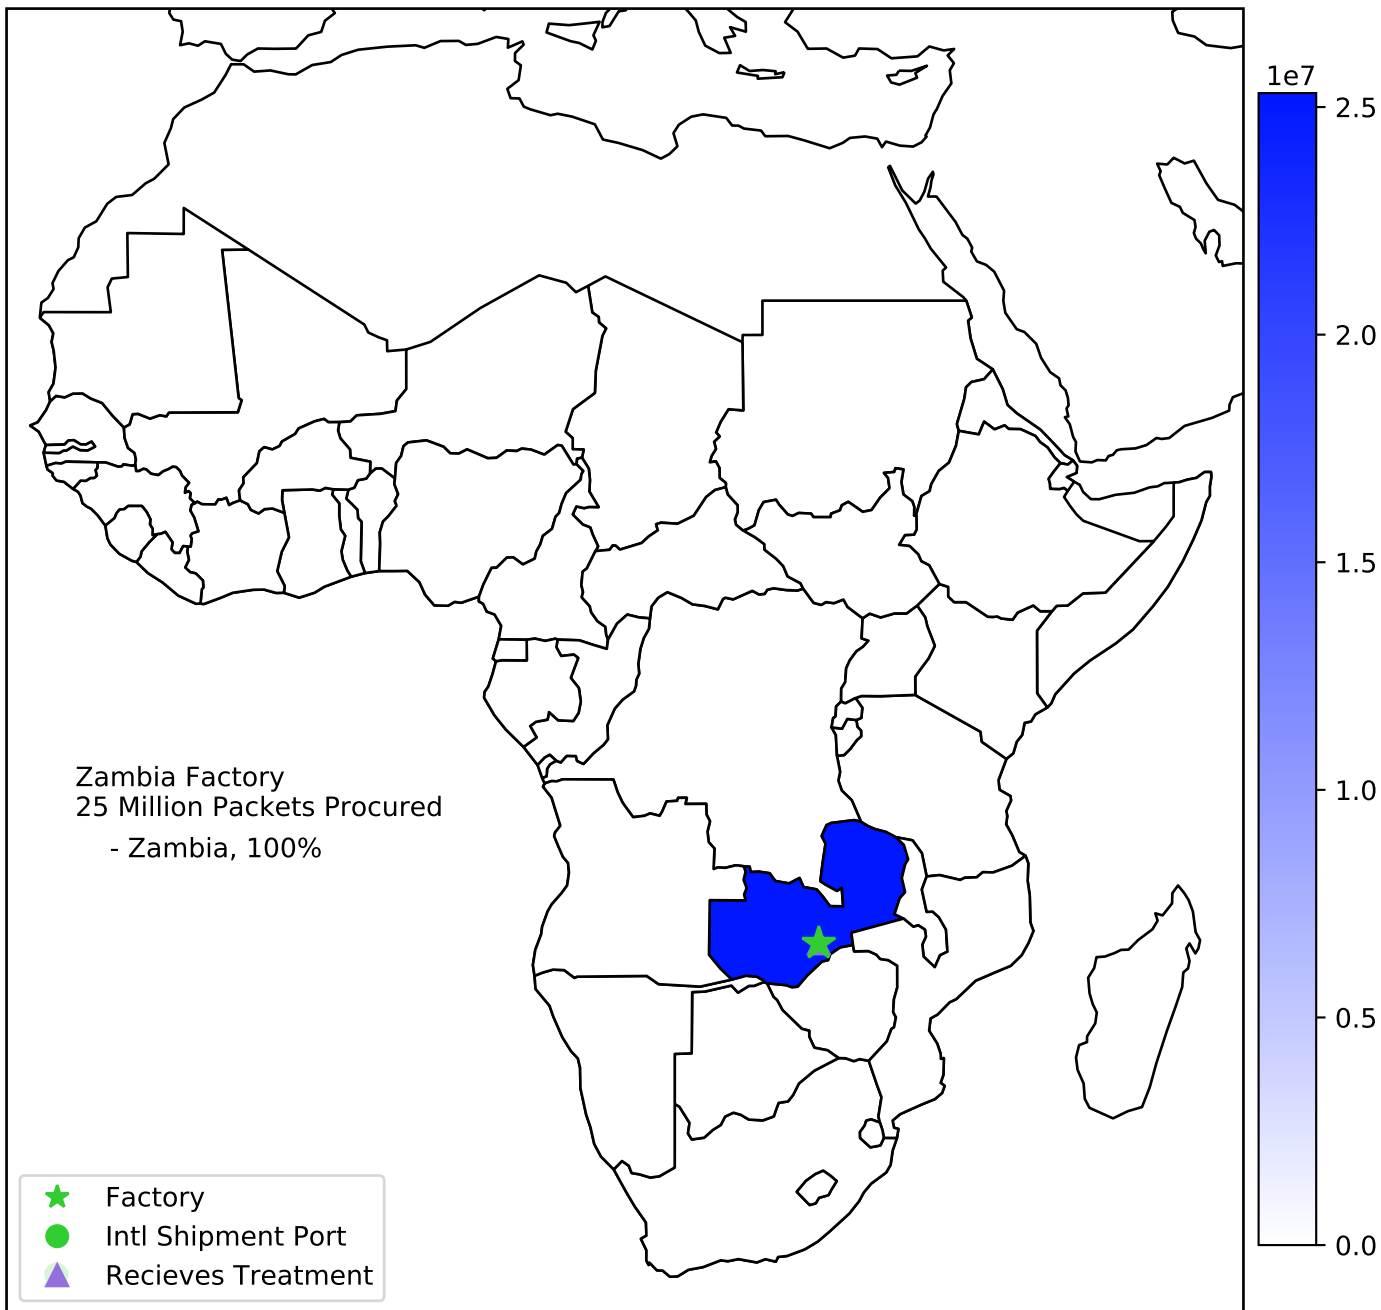 1e7
2.5
2.0
1.5
1.0
0.5
0.0
Zambia Factory
25 Million Packets Procured
- Zambia, 100%
Factory
Intl Shipment Port
Recieves Treatment